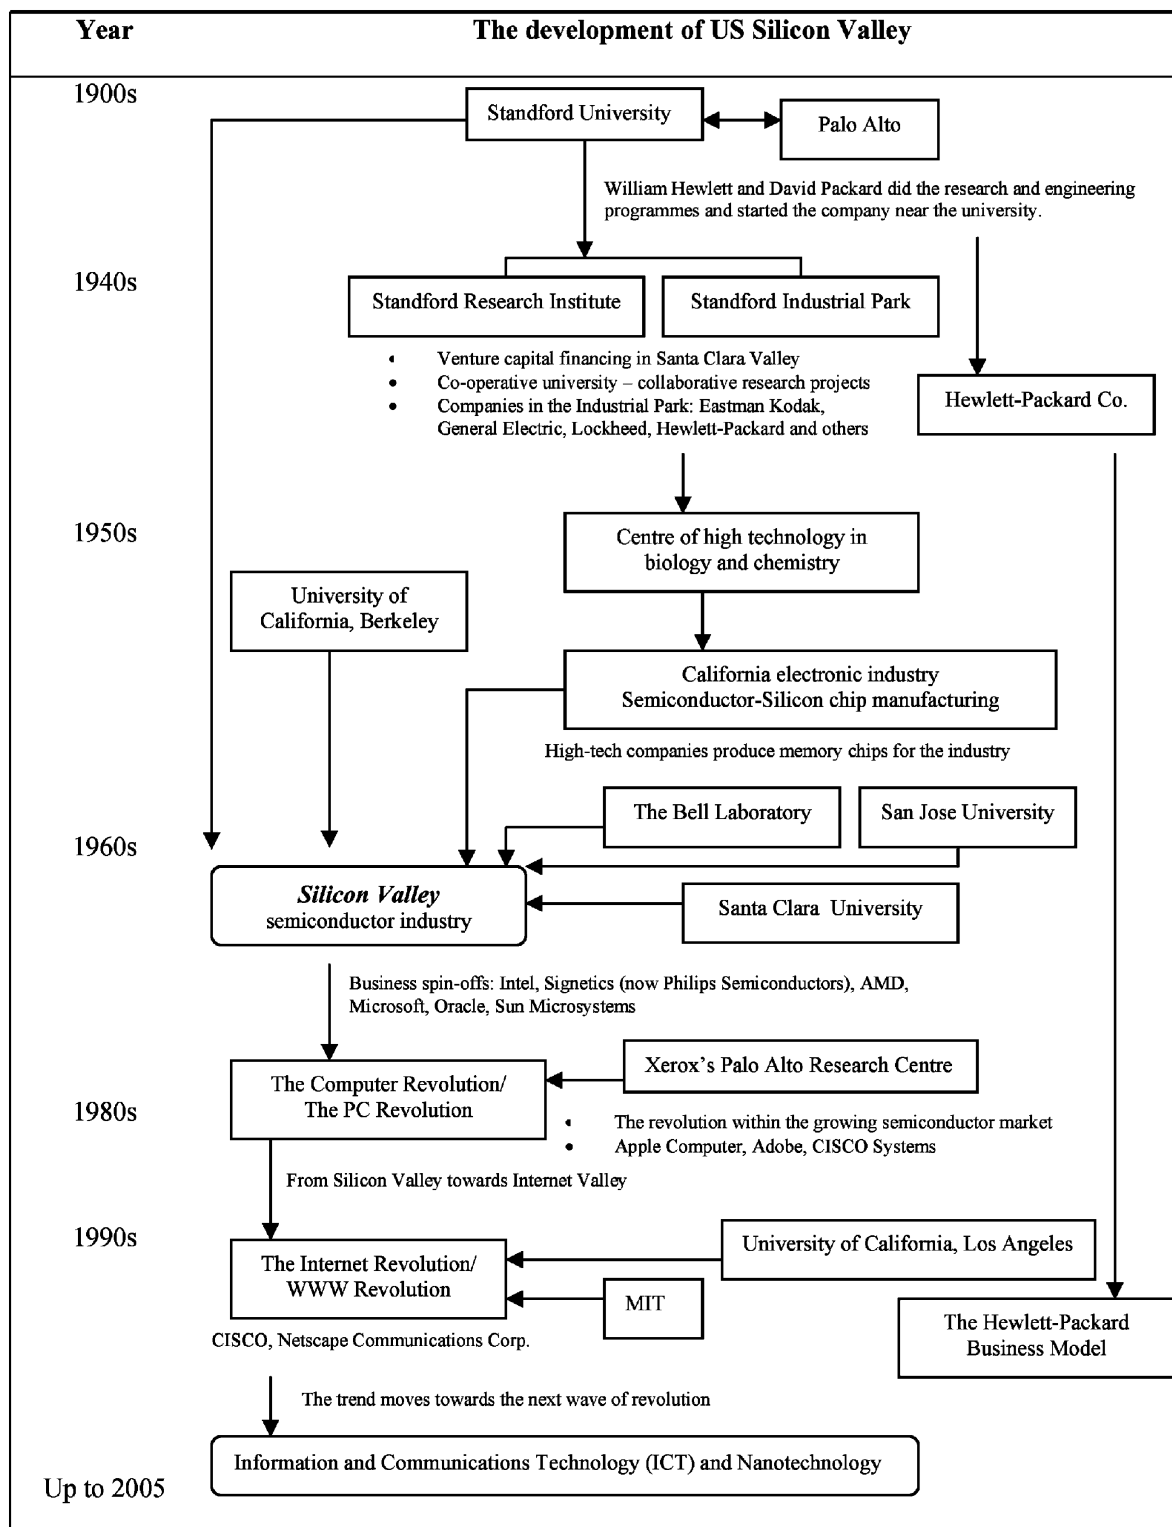 Year
The development of US Silicon Valley
1900s
Standford University
Palo Alto
William Hewlett and David Packard did the research and engineering
programmes and started the company near the university.
1940s
Standford Research Institute
Standford Industrial Park
• Venture capital financing in Santa Clara Valley
• Co-operative university – collaborative research projects
• Companies in the Industrial Park: Eastman Kodak,
General Electric, Lockheed, Hewlett-Packard and others
Hewlett-Packard Co.
1950s
Centre of high technology in
biology and chemistry
University of
California, Berkeley
California electronic industry
Semiconductor-Silicon chip manufacturing
High-tech companies produce memory chips for the industry
The Bell Laboratory
San Jose University
1960s
Silicon Valley
semiconductor industry
Santa Clara University
Business spin-offs: Intel, Signetics (now Philips Semiconductors), AMD,
Microsoft, Oracle, Sun Microsystems
Xerox's Palo Alto Research Centre
The Computer Revolution/
The PC Revolution
1980s
• The revolution within the growing semiconductor market
• Apple Computer, Adobe, CISCO Systems
From Silicon Valley towards Internet Valley
1990s
University of California, Los Angeles
The Internet Revolution/
WWW Revolution
MIT
CISCO, Netscape Communications Corp.
The Hewlett-Packard
Business Model
The trend moves towards the next wave of revolution
Information and Communications Technology (ICT) and Nanotechnology
Up to 2005